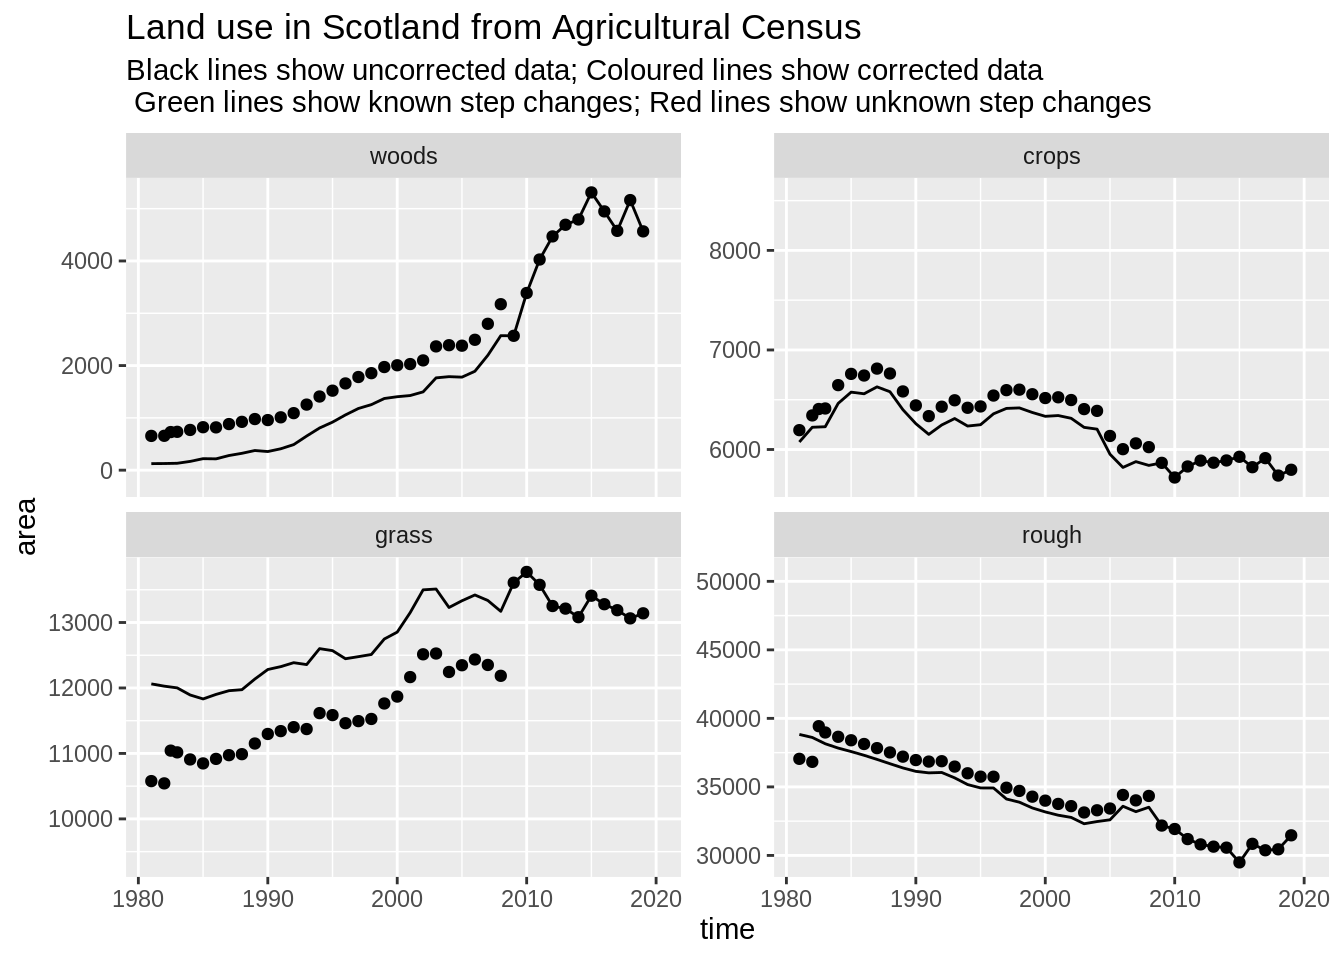 Land use in Scotland from Agricultural Census
Black lines show uncorrected data; Coloured lines show corrected data
Green lines show known step changes; Red lines show unknown step changes
woods
crops
4000
2000
0
8000
7000
6000
area
grass
rough
13000
12000
11000
10000
50000
45000
40000
35000
30000
1980 1990 2000 2010 2020
1980 1990 2000 2010 2020
time